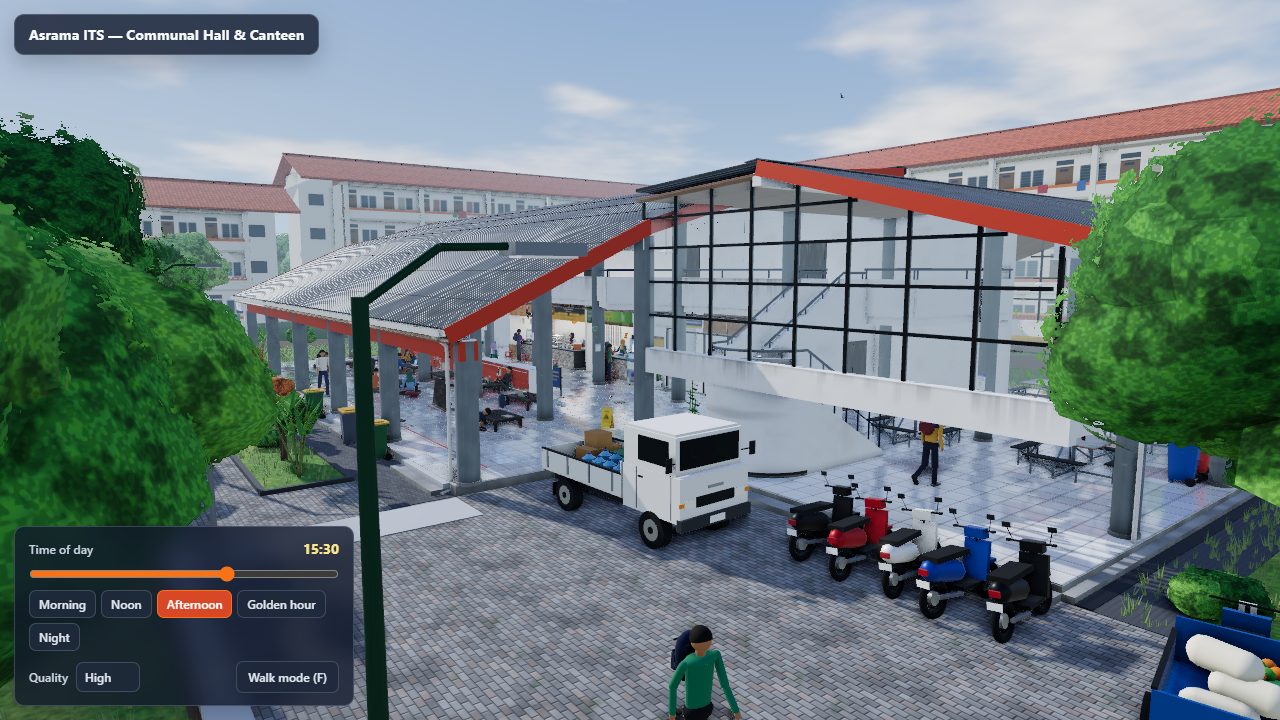 Asrama ITS — Communal Hall & Canteen
Time of day
15:30
Morning
Noon
Afternoon
Golden hour
Night
Quality
High
Walk mode (F)